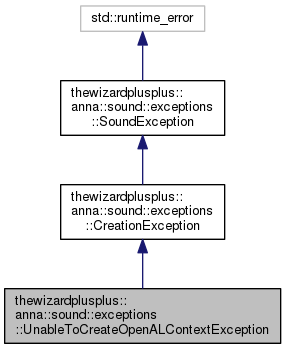 std::runtime_error
thewizardplusplus::
anna::sound::exceptions
::SoundException
thewizardplusplus::
anna::sound::exceptions
::CreationException
thewizardplusplus::
anna::sound::exceptions
::UnableToCreateOpenALContextException